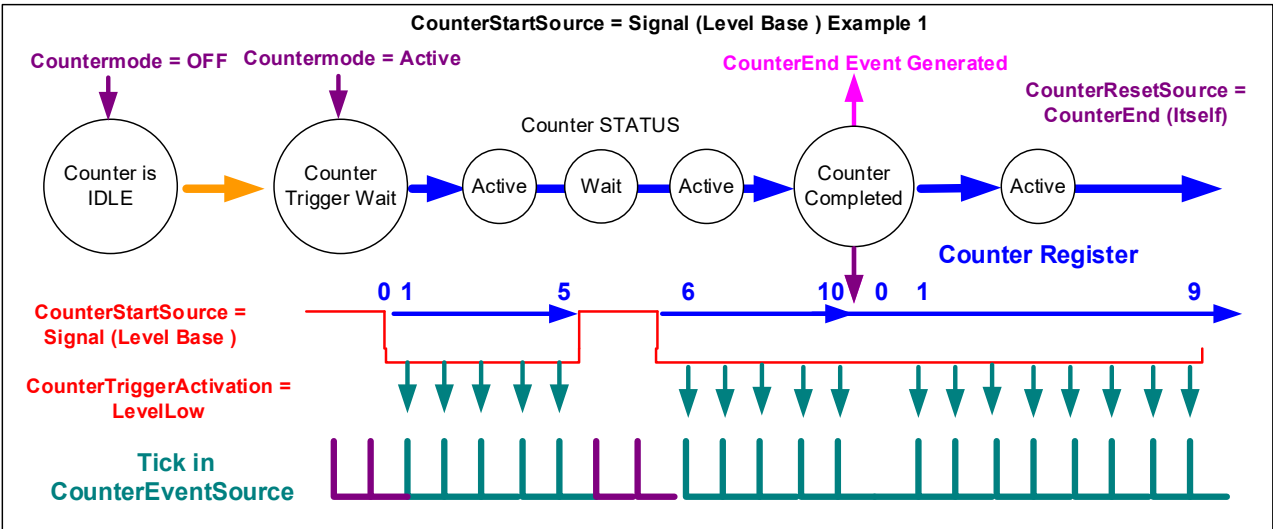 CounterStartSource = Signal (Level Base ) Example 1
Countermode = OFF
Countermode = Active
CounterEnd Event Generated
CounterResetSource =
CounterEnd (Itself)
Counter STATUS
Counter is
IDLE
Counter
Trigger Wait
Active
Wait
Active
Counter
Completed
Active
Counter Register
0 1 5 6 10 0 1 9
CounterStartSource =
Signal (Level Base )
CounterTriggerActivation =
LevelLow
Tick in
CounterEventSource